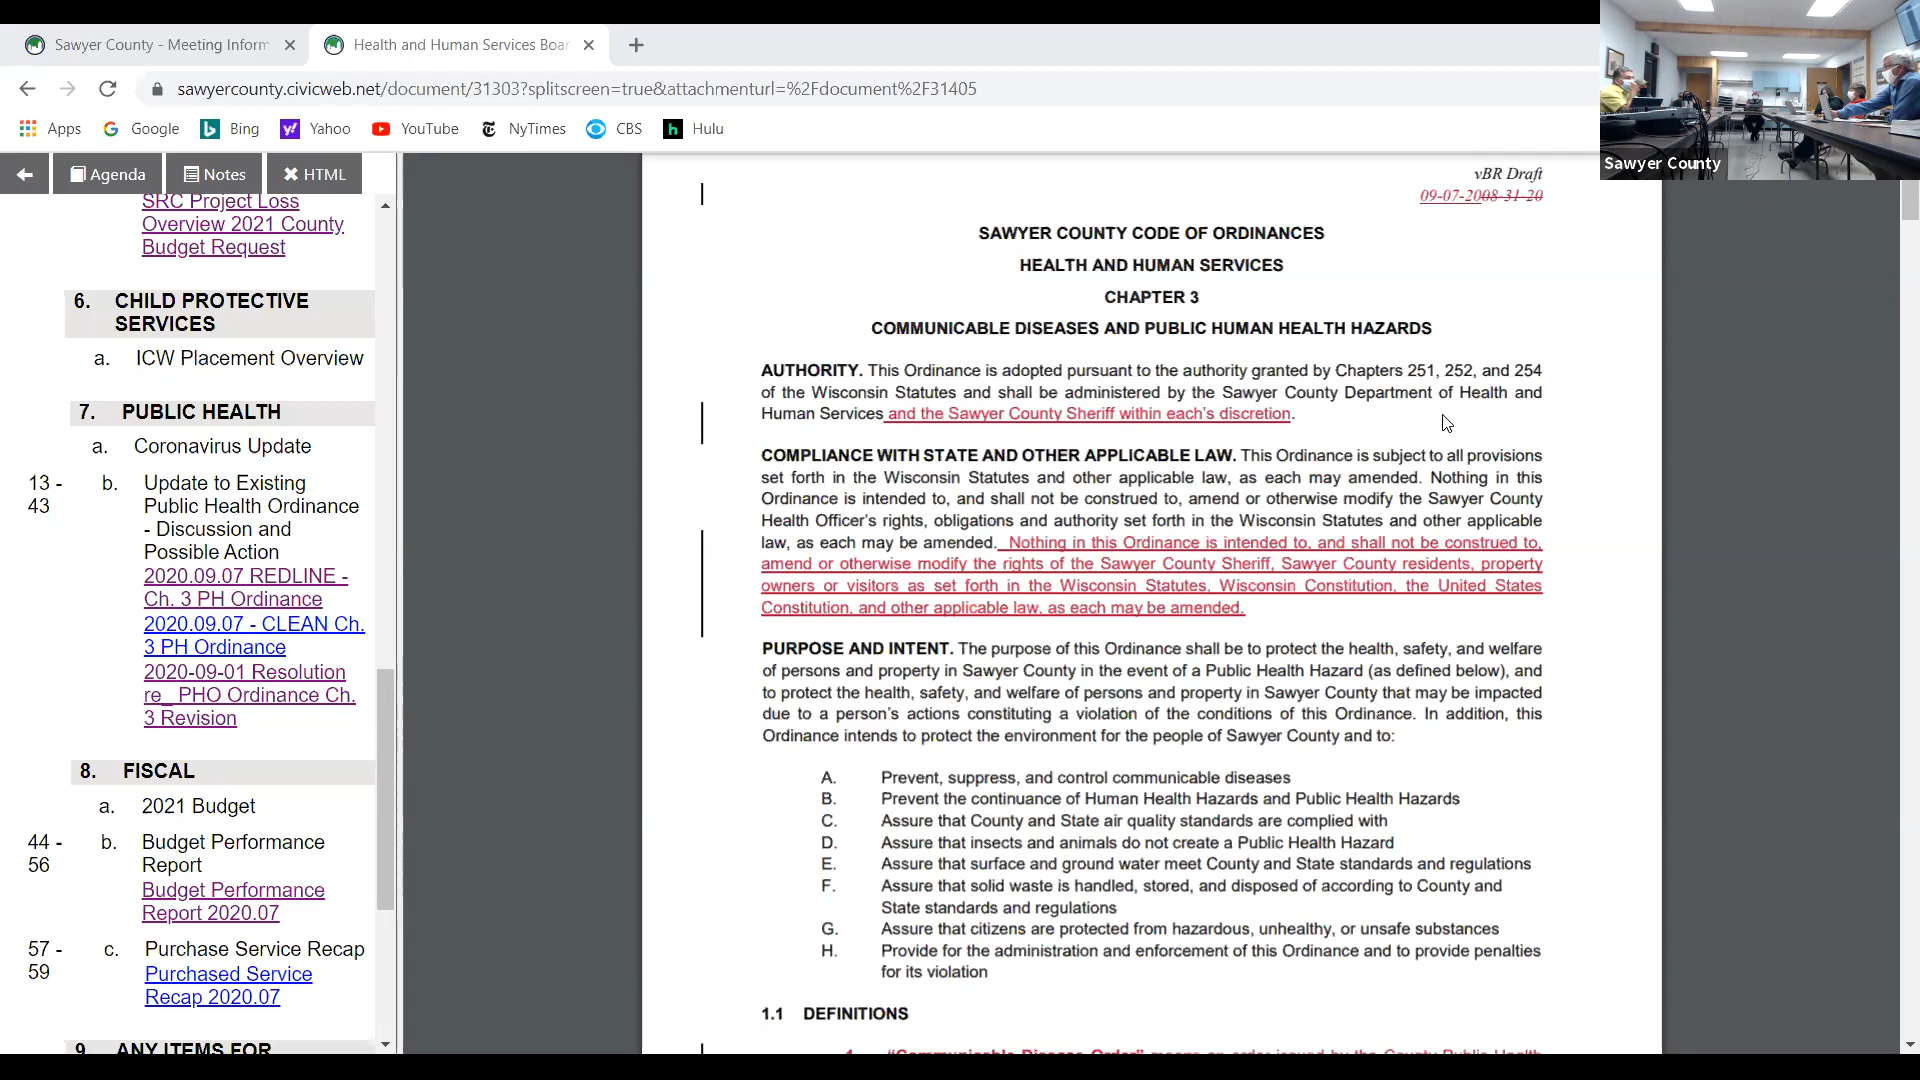 Sawyer County - Meeting Inform
Health and Human Services Boar
sawyercounty.civicweb.net/document/31303?splitscreen=true&attachmenturl=%2Fdocument%2F31405
Apps
Google
Bing
Yahoo
YouTube
NyTimes
CBS
Hulu
Sawyer County
Agenda
Notes
HTML
SRC Project Loss
Overview 2021 County
Budget Request
6. CHILD PROTECTIVE
SERVICES
a. ICW Placement Overview
7. PUBLIC HEALTH
a. Coronavirus Update
13 - b. Update to Existing
43 Public Health Ordinance
- Discussion and
Possible Action
2020.09.07 REDLINE -
Ch. 3 PH Ordinance
2020.09.07 - CLEAN Ch.
3 PH Ordinance
2020-09-01 Resolution
re_ PHO Ordinance Ch.
3 Revision
8. FISCAL
a. 2021 Budget
44 - b. Budget Performance
56 Report
Budget Performance
Report 2020.07
57 - c. Purchase Service Recap
59 Purchased Service
Recap 2020.07
9. ANY ITEMS FOR
vBR Draft
09-07-2008-31-20
SAWYER COUNTY CODE OF ORDINANCES
HEALTH AND HUMAN SERVICES
CHAPTER 3
COMMUNICABLE DISEASES AND PUBLIC HUMAN HEALTH HAZARDS
AUTHORITY. This Ordinance is adopted pursuant to the authority granted by Chapters 251, 252, and 254
of the Wisconsin Statutes and shall be administered by the Sawyer County Department of Health and
Human Services and the Sawyer County Sheriff within each's discretion.
COMPLIANCE WITH STATE AND OTHER APPLICABLE LAW. This Ordinance is subject to all provisions
set forth in the Wisconsin Statutes and other applicable law, as each may amended. Nothing in this
Ordinance is intended to, and shall not be construed to, amend or otherwise modify the Sawyer County
Health Officer's rights, obligations and authority set forth in the Wisconsin Statutes and other applicable
law, as each may be amended. Nothing in this Ordinance is intended to, and shall not be construed to,
amend or otherwise modify the rights of the Sawyer County Sheriff, Sawyer County residents, property
owners or visitors as set forth in the Wisconsin Statutes, Wisconsin Constitution, the United States
Constitution, and other applicable law, as each may be amended.
PURPOSE AND INTENT. The purpose of this Ordinance shall be to protect the health, safety, and welfare
of persons and property in Sawyer County in the event of a Public Health Hazard (as defined below), and
to protect the health, safety, and welfare of persons and property in Sawyer County that may be impacted
due to a person's actions constituting a violation of the conditions of this Ordinance. In addition, this
Ordinance intends to protect the environment for the people of Sawyer County and to:
A. Prevent, suppress, and control communicable diseases
B. Prevent the continuance of Human Health Hazards and Public Health Hazards
C. Assure that County and State air quality standards are complied with
D. Assure that insects and animals do not create a Public Health Hazard
E. Assure that surface and ground water meet County and State standards and regulations
F. Assure that solid waste is handled, stored, and disposed of according to County and
State standards and regulations
G. Assure that citizens are protected from hazardous, unhealthy, or unsafe substances
H. Provide for the administration and enforcement of this Ordinance and to provide penalties
for its violation
1.1 DEFINITIONS
1. "Communicable Disease Order" means an order issued by the County Public Health